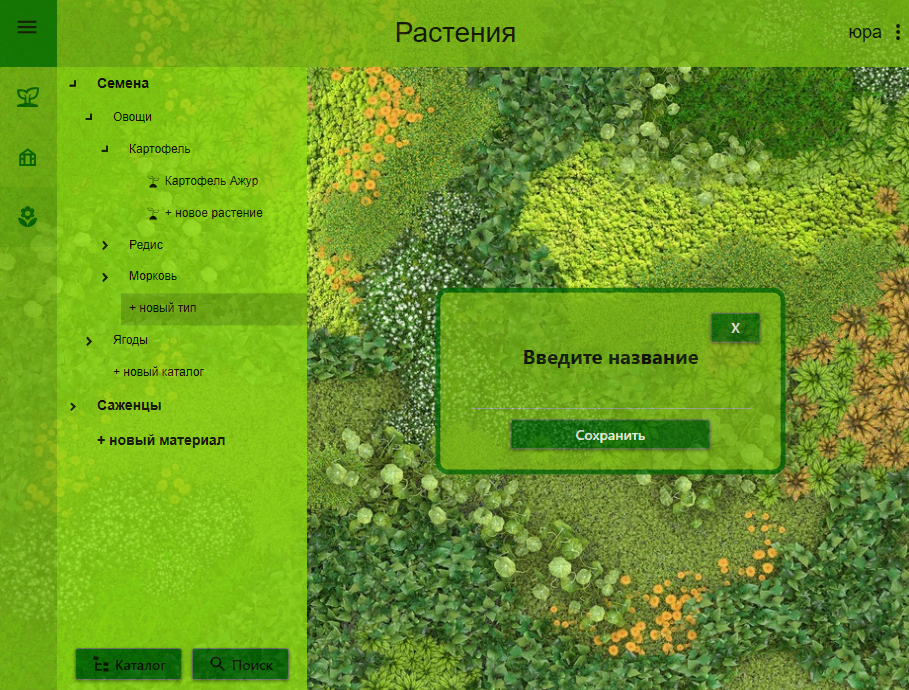 Растения
юра
Семена
Овощи
Картофель
Картофель Ажур
+ новое растение
Редис
Морковь
+ новый тип
Ягоды
+ новый каталог
Саженцы
+ новый материал
X
Введите название
Сохранить
Каталог
Поиск